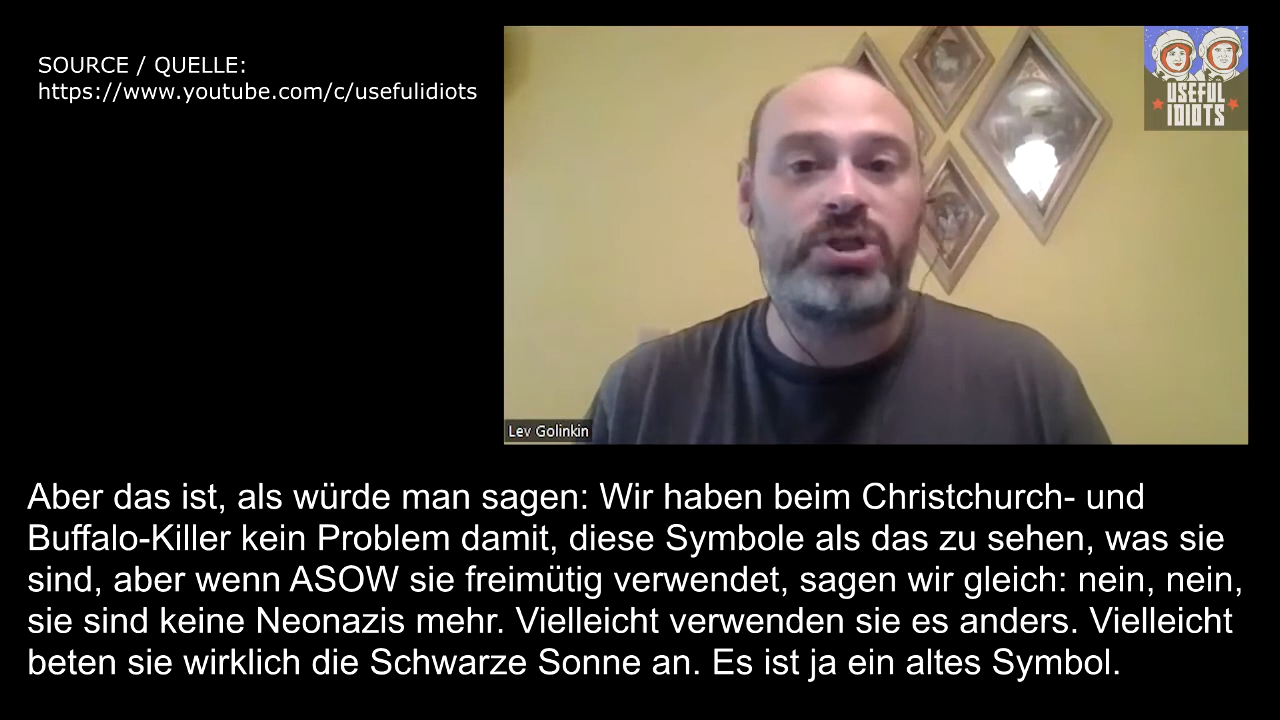 SOURCE / QUELLE:
https://www.youtube.com/c/usefulidiots
USEFUL
IDIOTS
Lev Golinkin
Aber das ist, als würde man sagen: Wir haben beim Christchurch- und
Buffalo-Killer kein Problem damit, diese Symbole als das zu sehen, was sie
sind, aber wenn ASOW sie freimütig verwendet, sagen wir gleich: nein, nein,
sie sind keine Neonazis mehr. Vielleicht verwenden sie es anders. Vielleicht
beten sie wirklich die Schwarze Sonne an. Es ist ja ein altes Symbol.